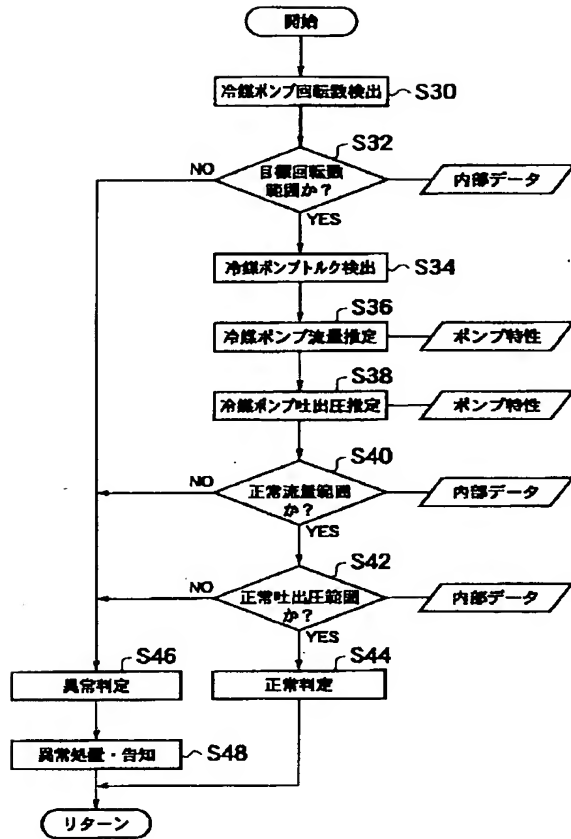 開始
冷媒ポンプ回転数検出
S30
S32
NO
目標回転数
範囲か?
内部データ
YES
冷媒ポンプトルク検出
S34
S36
冷媒ポンプ流量推定
ポンプ特性
S38
冷媒ポンプ吐出圧推定
ポンプ特性
S40
NO
正常流量範囲
か?
内部データ
YES
S42
NO
正常吐出圧範囲
か?
内部データ
YES
S46
S44
異常判定
正常判定
異常処置・告知
S48
リターン